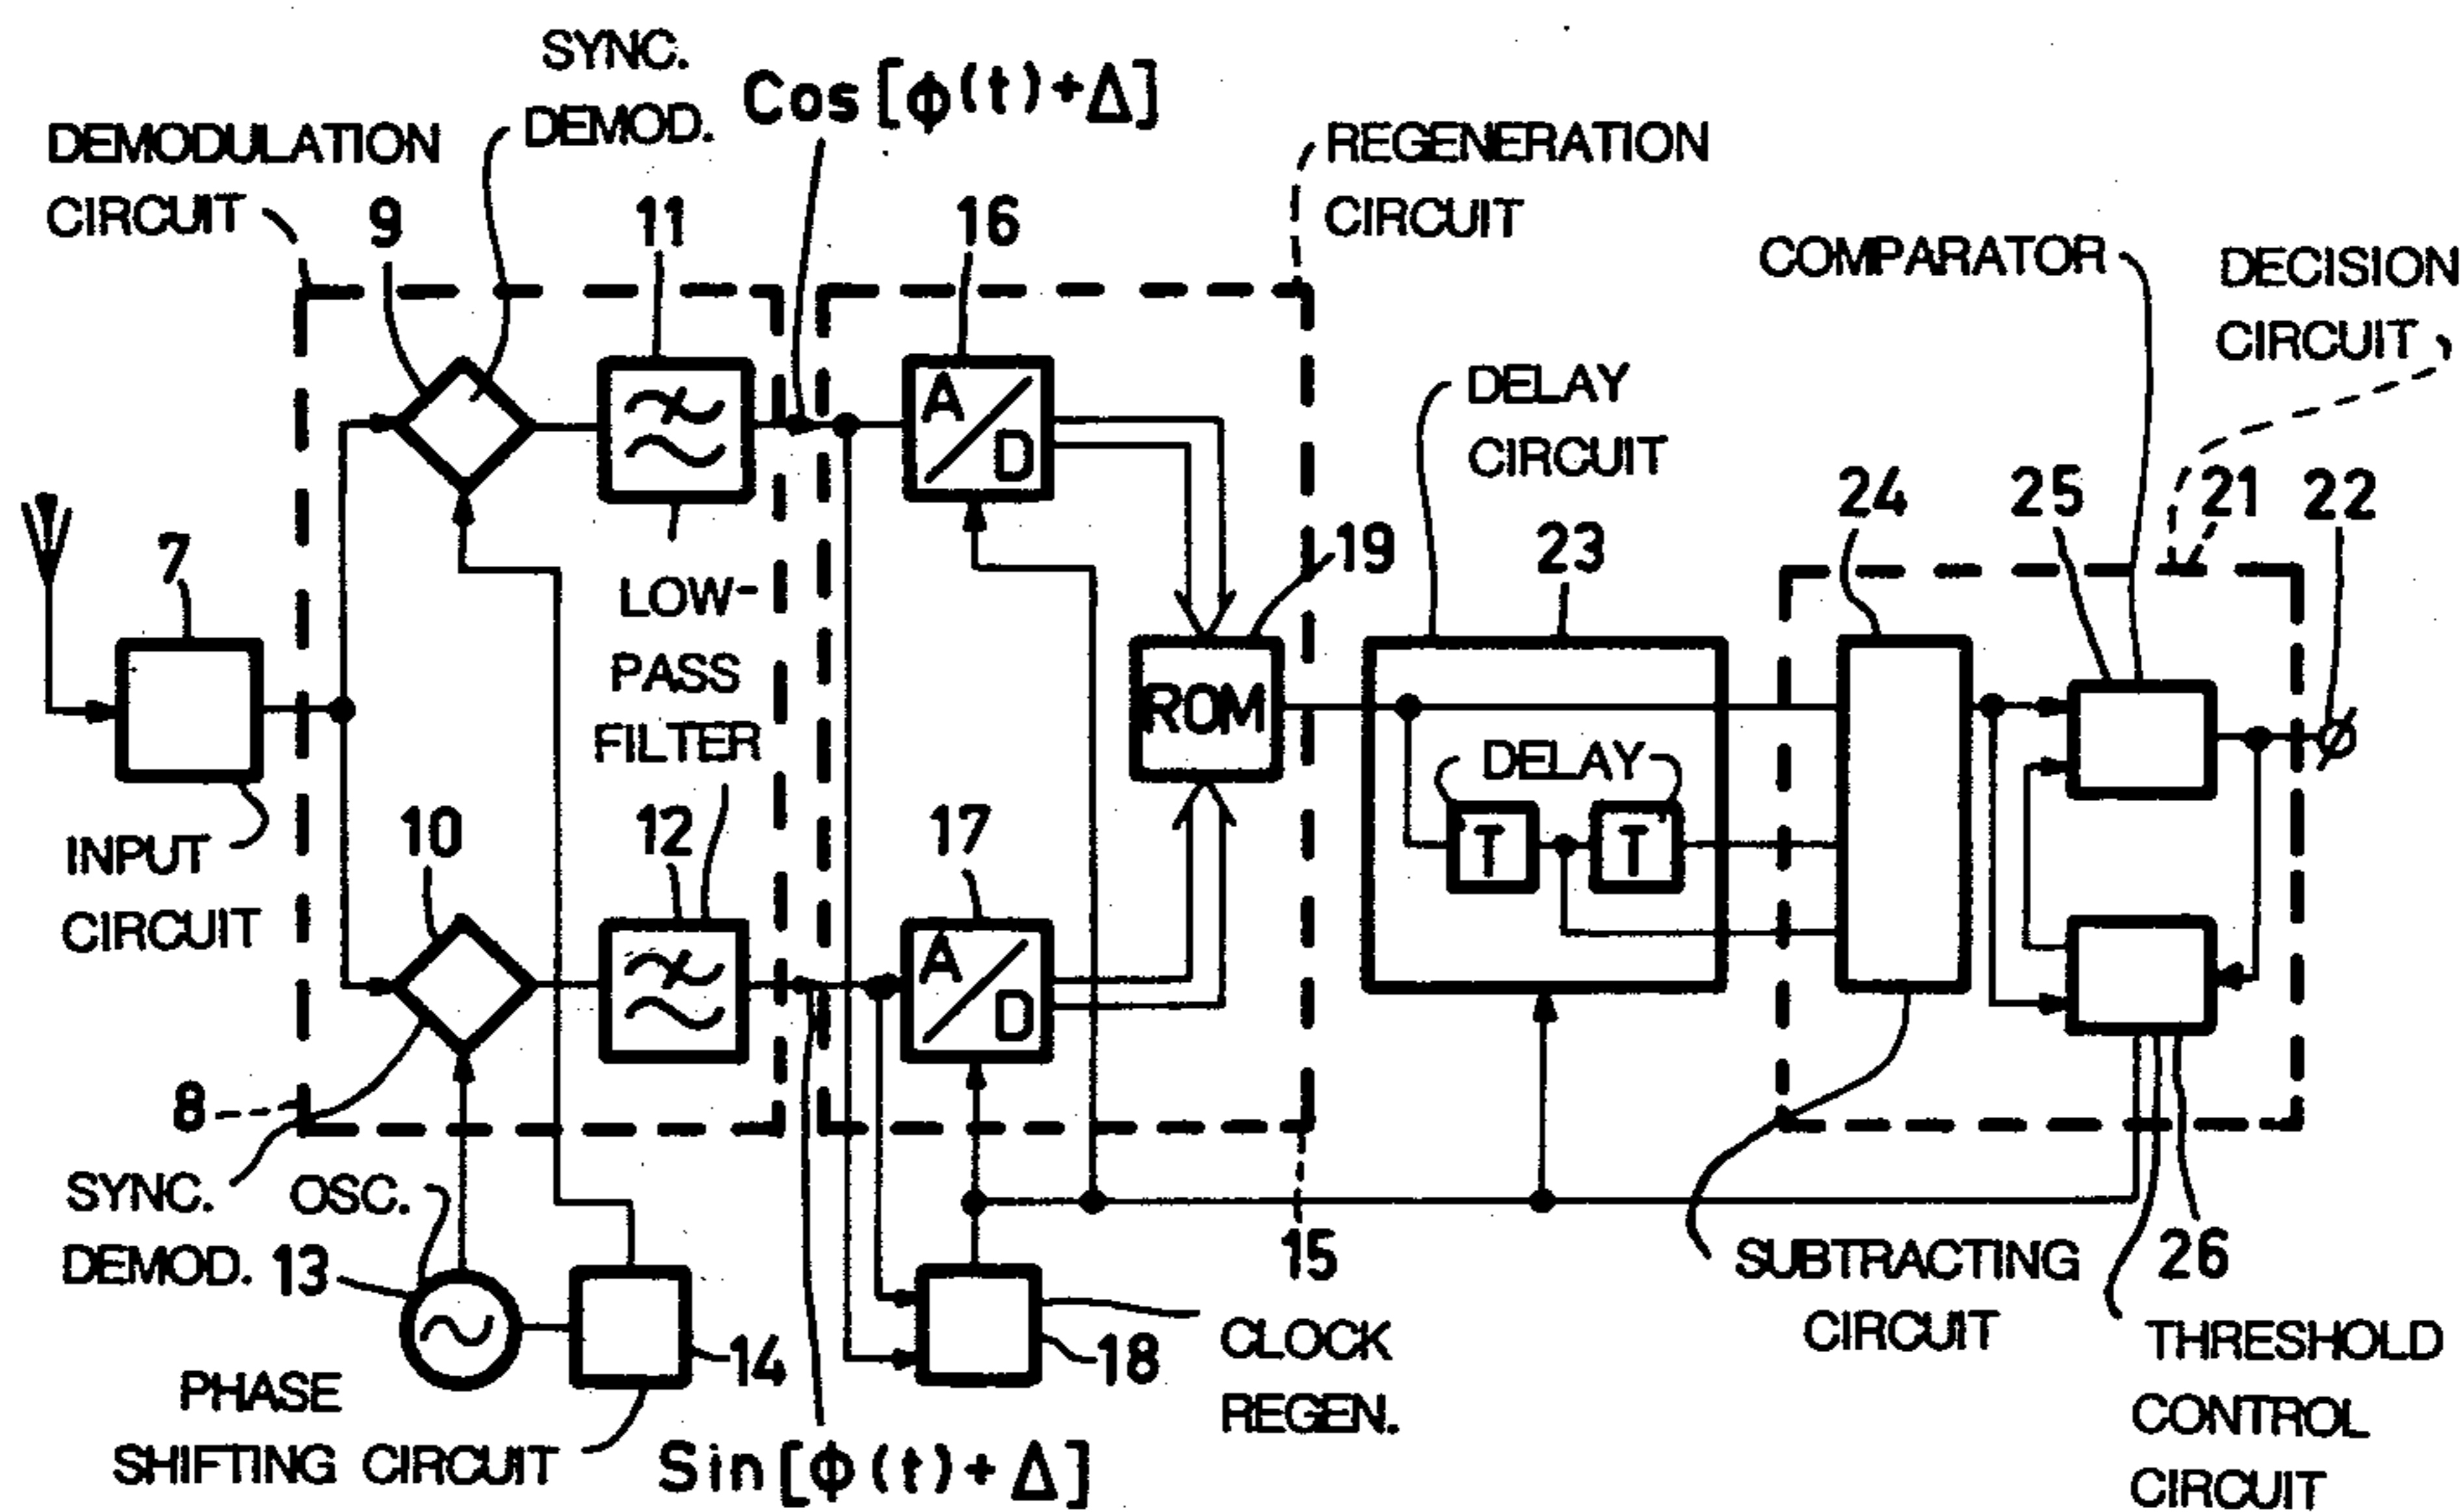 SYNC.
DEMOD.
Cos[ϕ(t)+Δ]
DEMODULATION
CIRCUIT
REGENERATION
CIRCUIT
9
11
16
COMPARATOR
DECISION
CIRCUIT
A
D
DELAY
CIRCUIT
24
25
21
22
7
19
23
LOW-
PASS
FILTER
ROM
DELAY
T
T
INPUT
CIRCUIT
10
12
17
A
D
8
SYNC.
DEMOD.
OSC.
13
15
SUBTRACTING
CIRCUIT
26
14
18
CLOCK
REGEN.
THRESHOLD
CONTROL
CIRCUIT
PHASE
SHIFTING CIRCUIT
Sin[ϕ(t)+Δ]